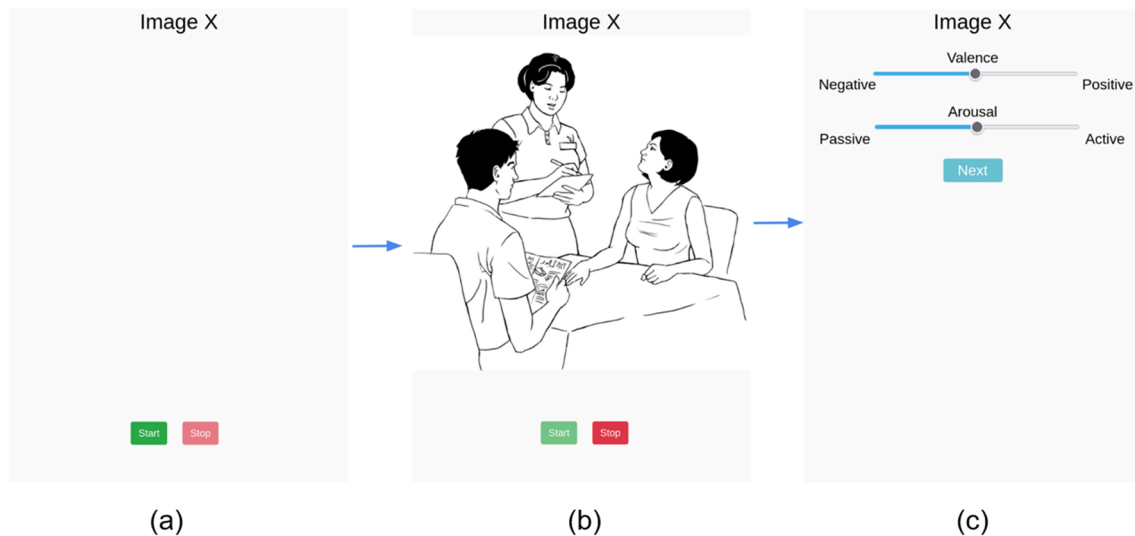 Image X
Start Stop
(a)
Image X
Start Stop
(b)
Image X
Valence
Negative Positive
Arousal
Passive Active
Next
(c)